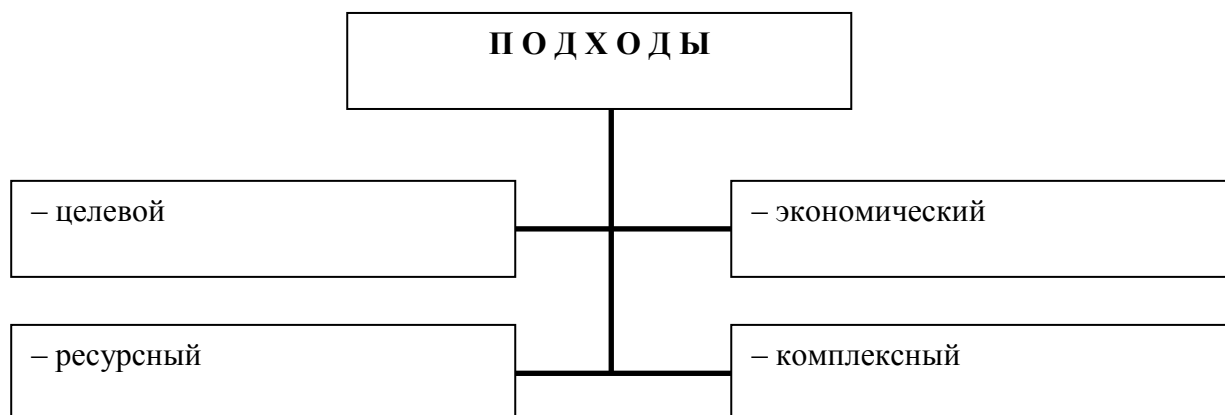 П О Д Х О Д Ы
– целевой
– экономический
– ресурсный
– комплексный